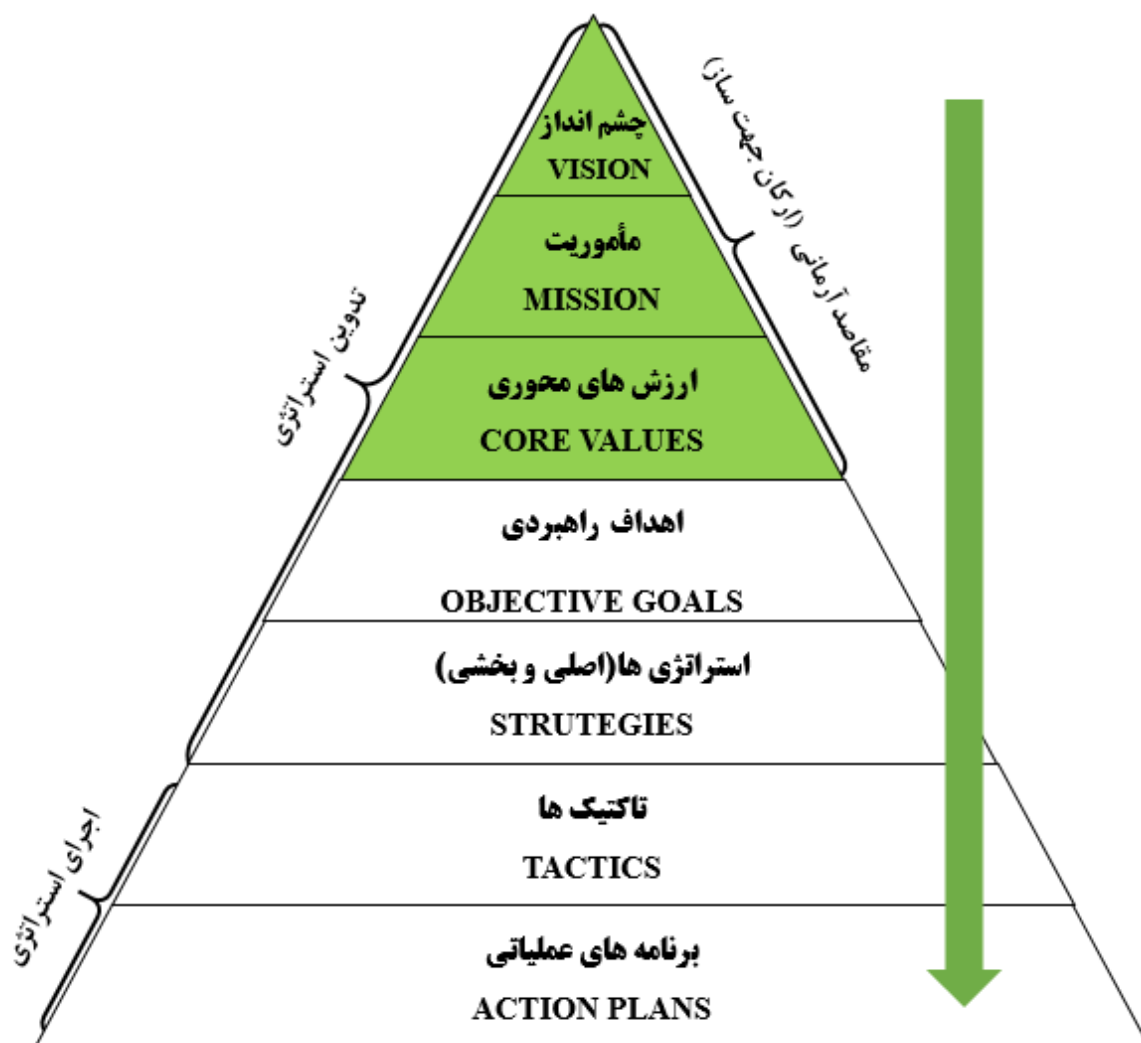 چشم انداز
VISION
مأموریت
MISSION
ارزش های محوری
CORE VALUES
اهداف راهبردی
OBJECTIVE GOALS
استراتژی ها(اصلی و بخشی)
STRUTEGIES
تاکتیک ها
TACTICS
برنامه های عملیاتی
ACTION PLANS
مقاصد آرمانی (ارکان جهت ساز)
تدوین استراتژی
اجرای استراتژی